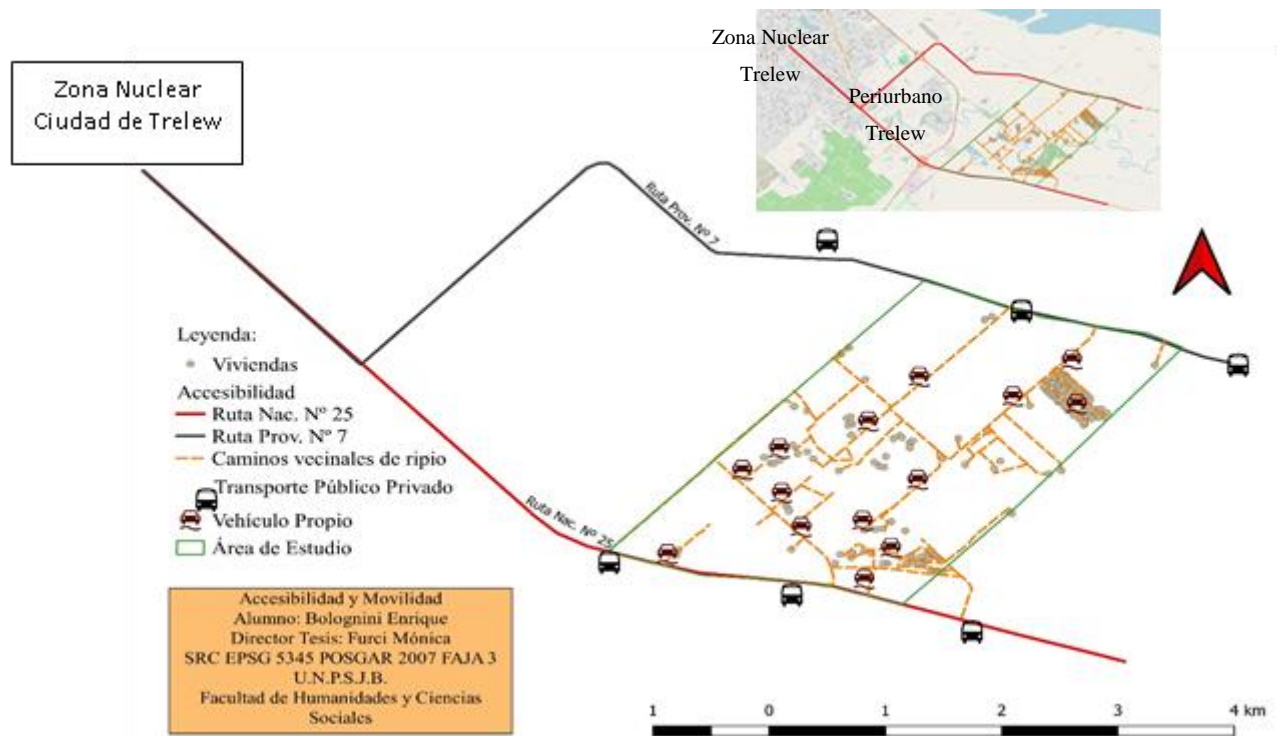 Zona Nuclear
Trelew
Periurbano
Trelew
Zona Nuclear
Ciudad de Trelew
Ruta Prov. Nº 7
Leyenda:
Viviendas
Accesibilidad
Ruta Nac. Nº 25
Ruta Prov. Nº 7
Caminos vecinales de ripio
Transporte Público Privado
Vehículo Propio
Área de Estudio
Ruta Nac. Nº 25
Accesibilidad y Movilidad
Alumno: Bolognini Enrique
Director Tesis: Furci Mónica
SRC EPSG 5345 POSGAR 2007 FAJA 3
U.N.P.S.J.B.
Facultad de Humanidades y Ciencias
Sociales
1 0 1 2 3 4 km